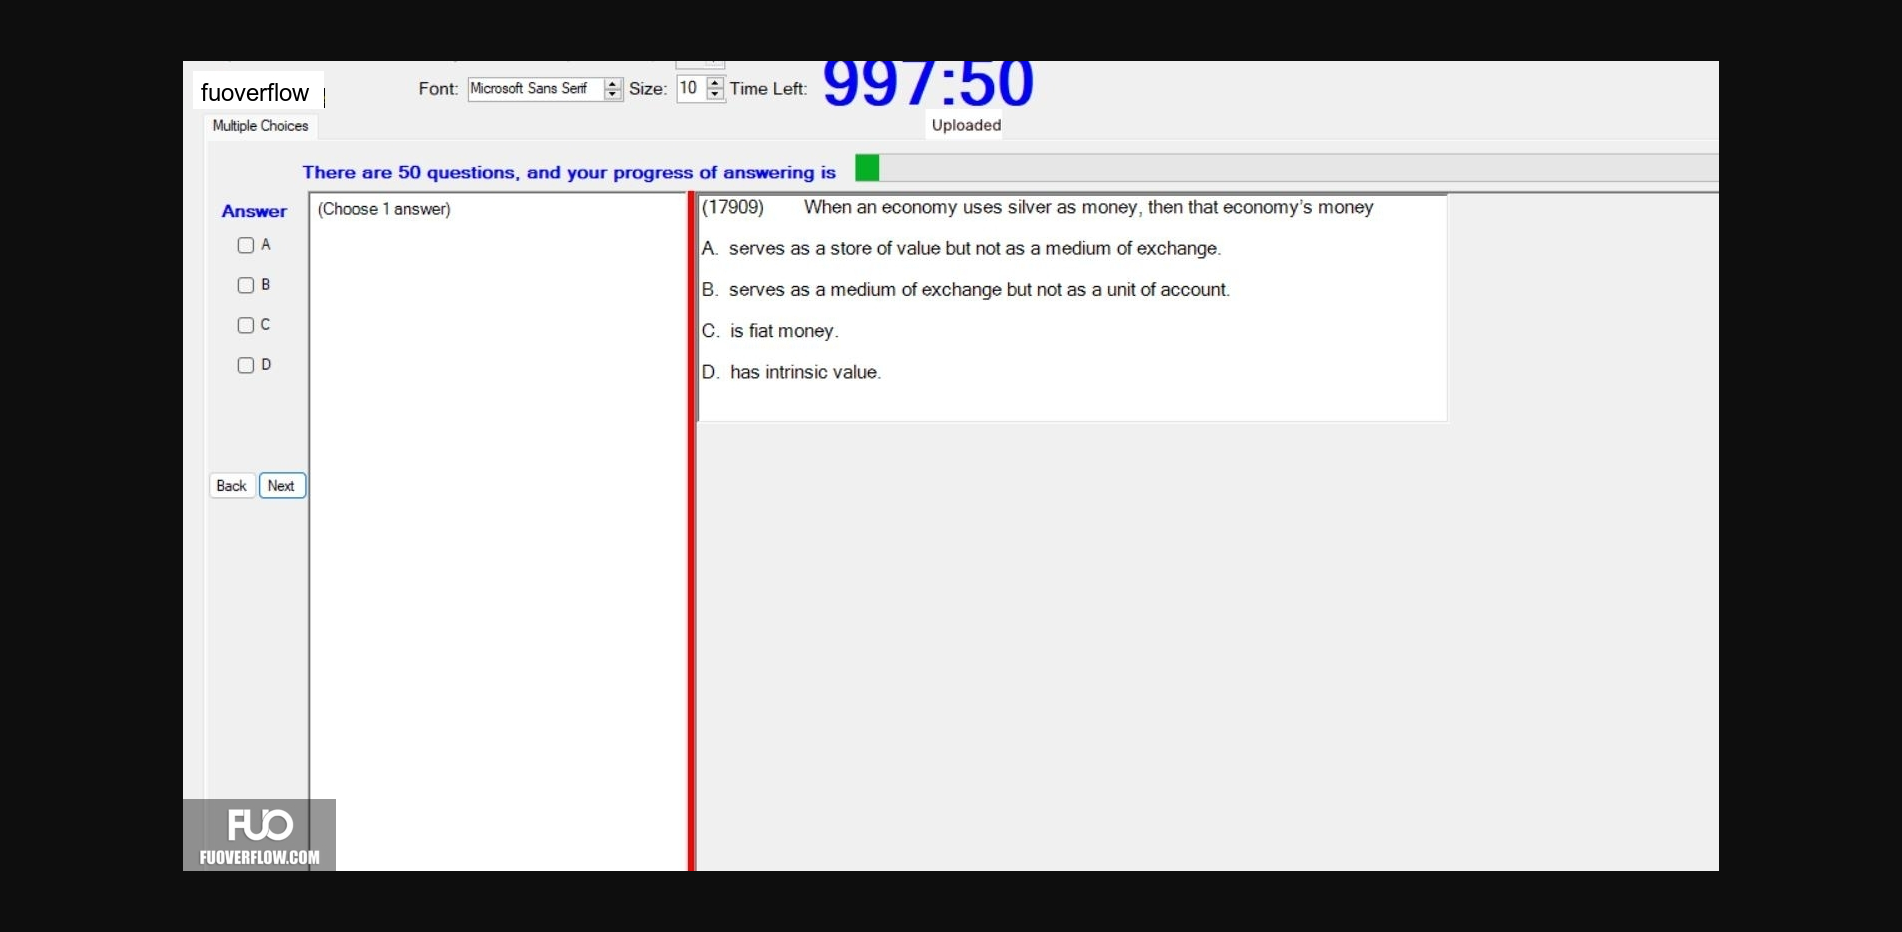 fuoverflow
Font: Microsoft Sans Serif Size: 10 Time Left: 997:50
Multiple Choices
Uploaded
There are 50 questions, and your progress of answering is
Answer
A
B
C
D
Back Next
(Choose 1 answer)
(17909) When an economy uses silver as money, then that economy's money
A. serves as a store of value but not as a medium of exchange.
B. serves as a medium of exchange but not as a unit of account.
C. is fiat money.
D. has intrinsic value.
FUO
FUOVERFLOW.COM